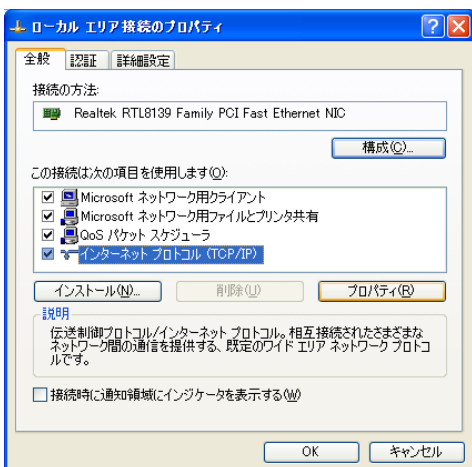 ローカル エリア接続のプロパティ
全般 認証 詳細設定
接続の方法:
Realtek RTL8139 Family PCI Fast Ethernet NIC
構成(C)...
この接続は次の項目を使用します(O):
Microsoft ネットワーク用クライアント
Microsoft ネットワーク用ファイルとプリンタ共有
QoS パケット スケジューラ
インターネット プロトコル (TCP/IP)
インストール(N)... 削除(U) プロパティ(R)
説明
伝送制御プロトコル/インターネット プロトコル。相互接続されたさまざまな
ネットワーク間の通信を提供する、既定のワイド エリア ネットワーク プロトコ
ルです。
接続時に通知領域にインジケータを表示する(W)
OK キャンセル